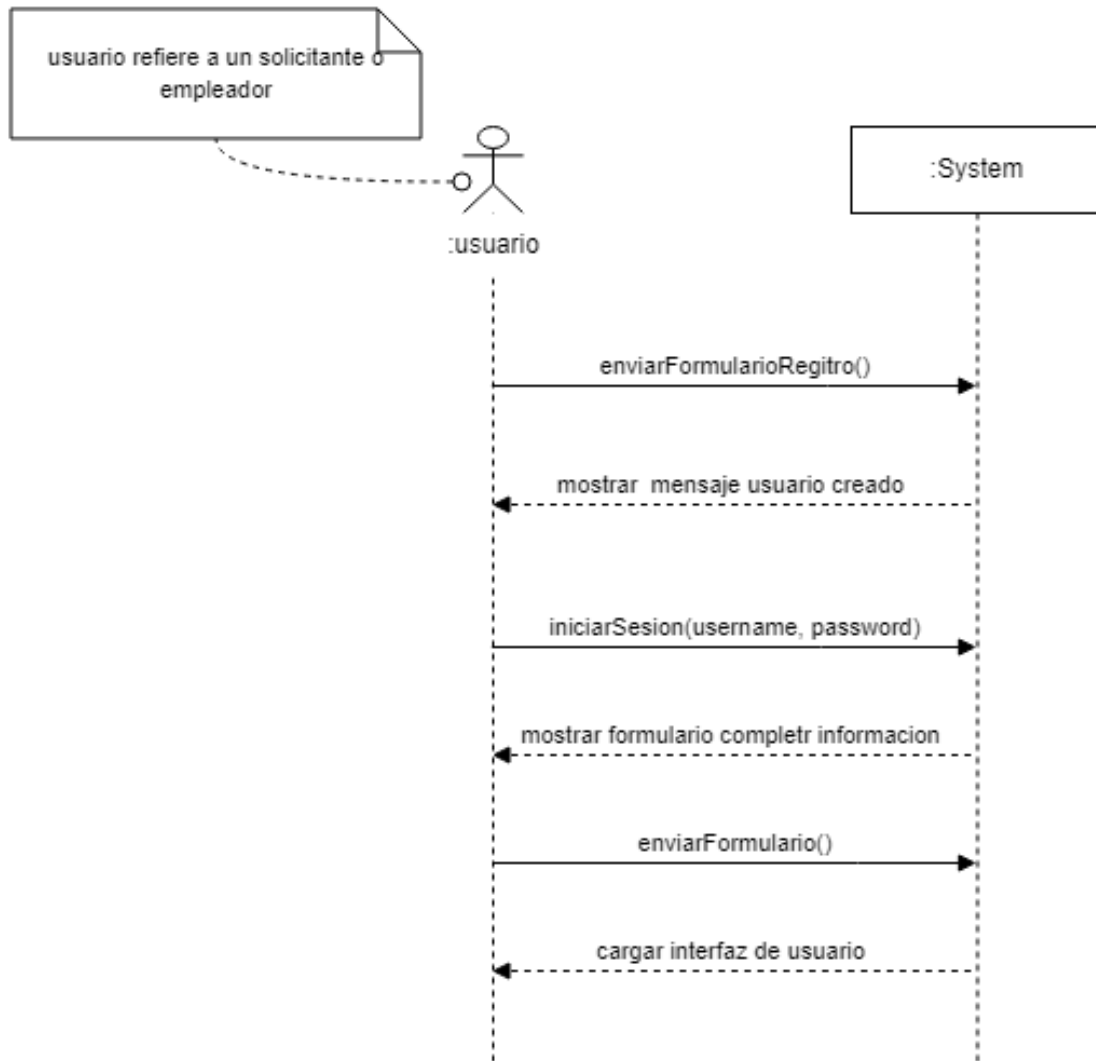 usuario refiere a un solicitante o
empleador
:System
:usuario
enviarFormularioRegitro()
mostrar mensaje usuario creado
iniciarSesion(username, password)
mostrar formulario completr informacion
enviarFormulario()
cargar interfaz de usuario